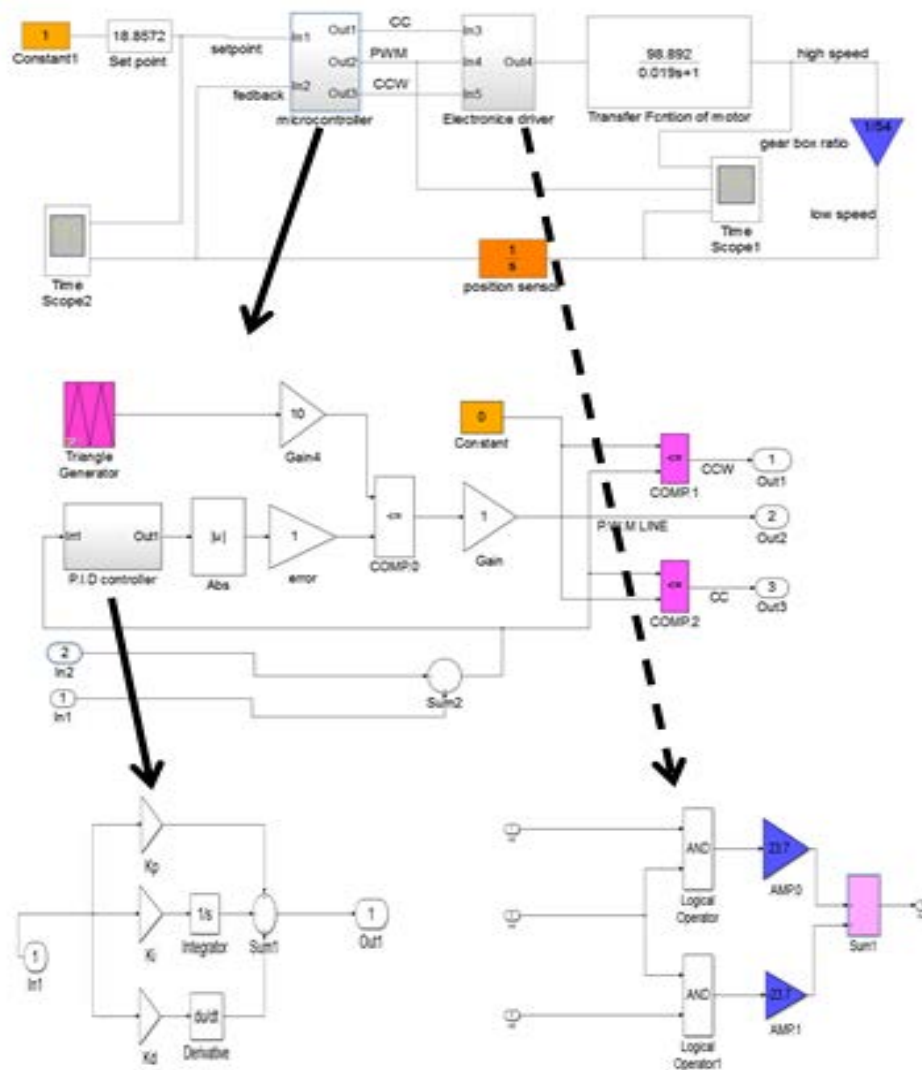 1
Constant1
18.8572
Set point
setpoint
fedback
In1
In2
Out1
Out2
Out3
microcontroller
CC
PWM
CCW
In3
In4
In5
Out4
Electronice driver
98.892
0.019s+1
Transfer Fcntion of motor
high speed
1/54
gear box ratio
low speed
Time
Scope1
Time
Scope2
1
s
position sensor
Triangle
Generator
10
Gain4
0
Constant
<=
COMP.1
CCW
1
Out1
In1
Out1
P.I.D controller
|u|
Abs
1
error
<=
COMP.0
1
Gain
P.W.M LINE
2
Out2
<=
COMP.2
CC
3
Out3
2
In2
1
In1
Sum2
Kp
Ki
1/s
Integrator
Sum1
1
Out1
1
In1
Kd
du/dt
Derivative
AND
Logical
Operator
23.7
AMP.0
Sum1
AND
Logical
Operator1
-23.7
AMP.1